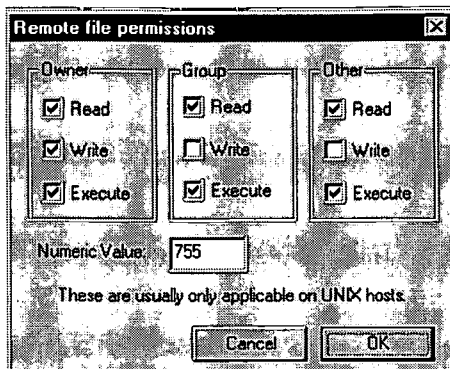 Remote file permissions
Owner Group Other
Read Read Read
Write Write Write
Execute Execute Execute
Numeric Value: 755
These are usually only applicable on UNIX hosts.
Cancel OK